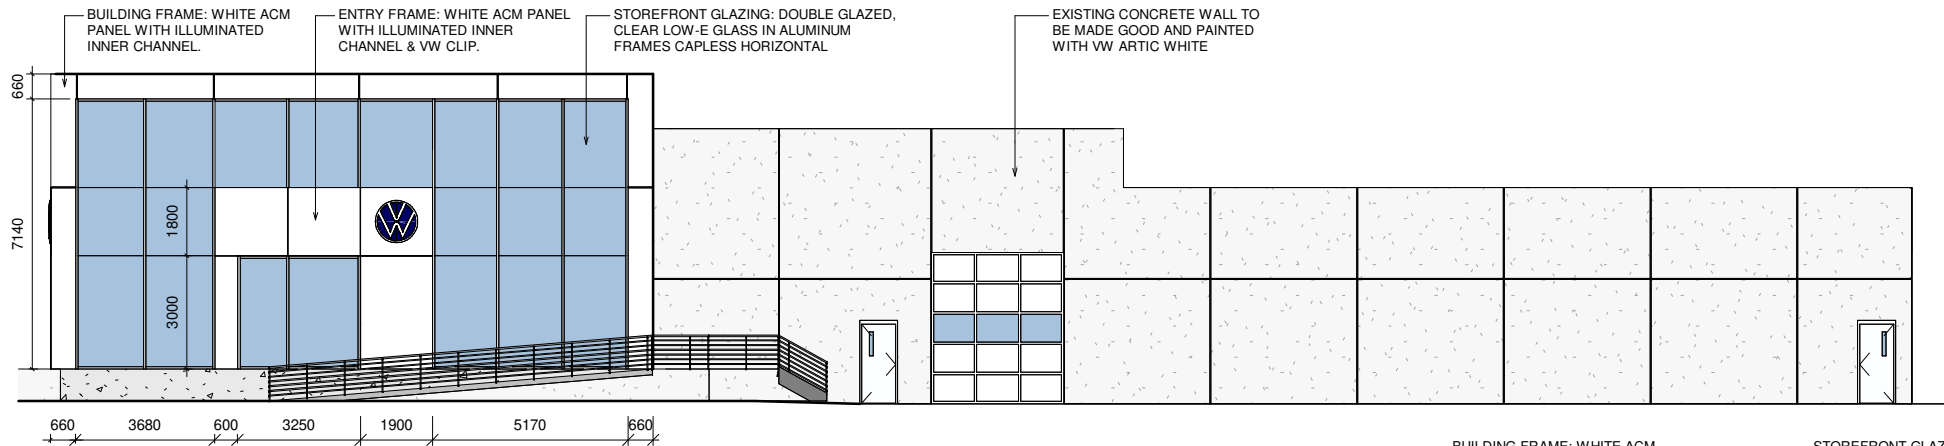 BUILDING FRAME: WHITE ACM
PANEL WITH ILLUMINATED
INNER CHANNEL.
ENTRY FRAME: WHITE ACM PANEL
WITH ILLUMINATED INNER
CHANNEL & VW CLIP.
STOREFRONT GLAZING: DOUBLE GLAZED,
CLEAR LOW-E GLASS IN ALUMINUM
FRAMES CAPLESS HORIZONTAL
EXISTING CONCRETE WALL TO
BE MADE GOOD AND PAINTED
WITH VW ARTIC WHITE
660
7140
1800
3000
VW
660 3680 600 3250 1900 5170 660
BUILDING FRAME: WHITE ACM
STOREFRONT GLAZ